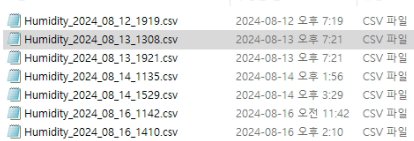 Humidity_2024_08_12_1919.csv 2024-08-12 오후 7:19 CSV 파일
Humidity_2024_08_13_1308.csv 2024-08-13 오후 7:21 CSV 파일
Humidity_2024_08_13_1921.csv 2024-08-13 오후 7:21 CSV 파일
Humidity_2024_08_14_1135.csv 2024-08-14 오후 1:56 CSV 파일
Humidity_2024_08_14_1529.csv 2024-08-14 오후 3:29 CSV 파일
Humidity_2024_08_16_1142.csv 2024-08-16 오전 11:42 CSV 파일
Humidity_2024_08_16_1410.csv 2024-08-16 오후 2:10 CSV 파일